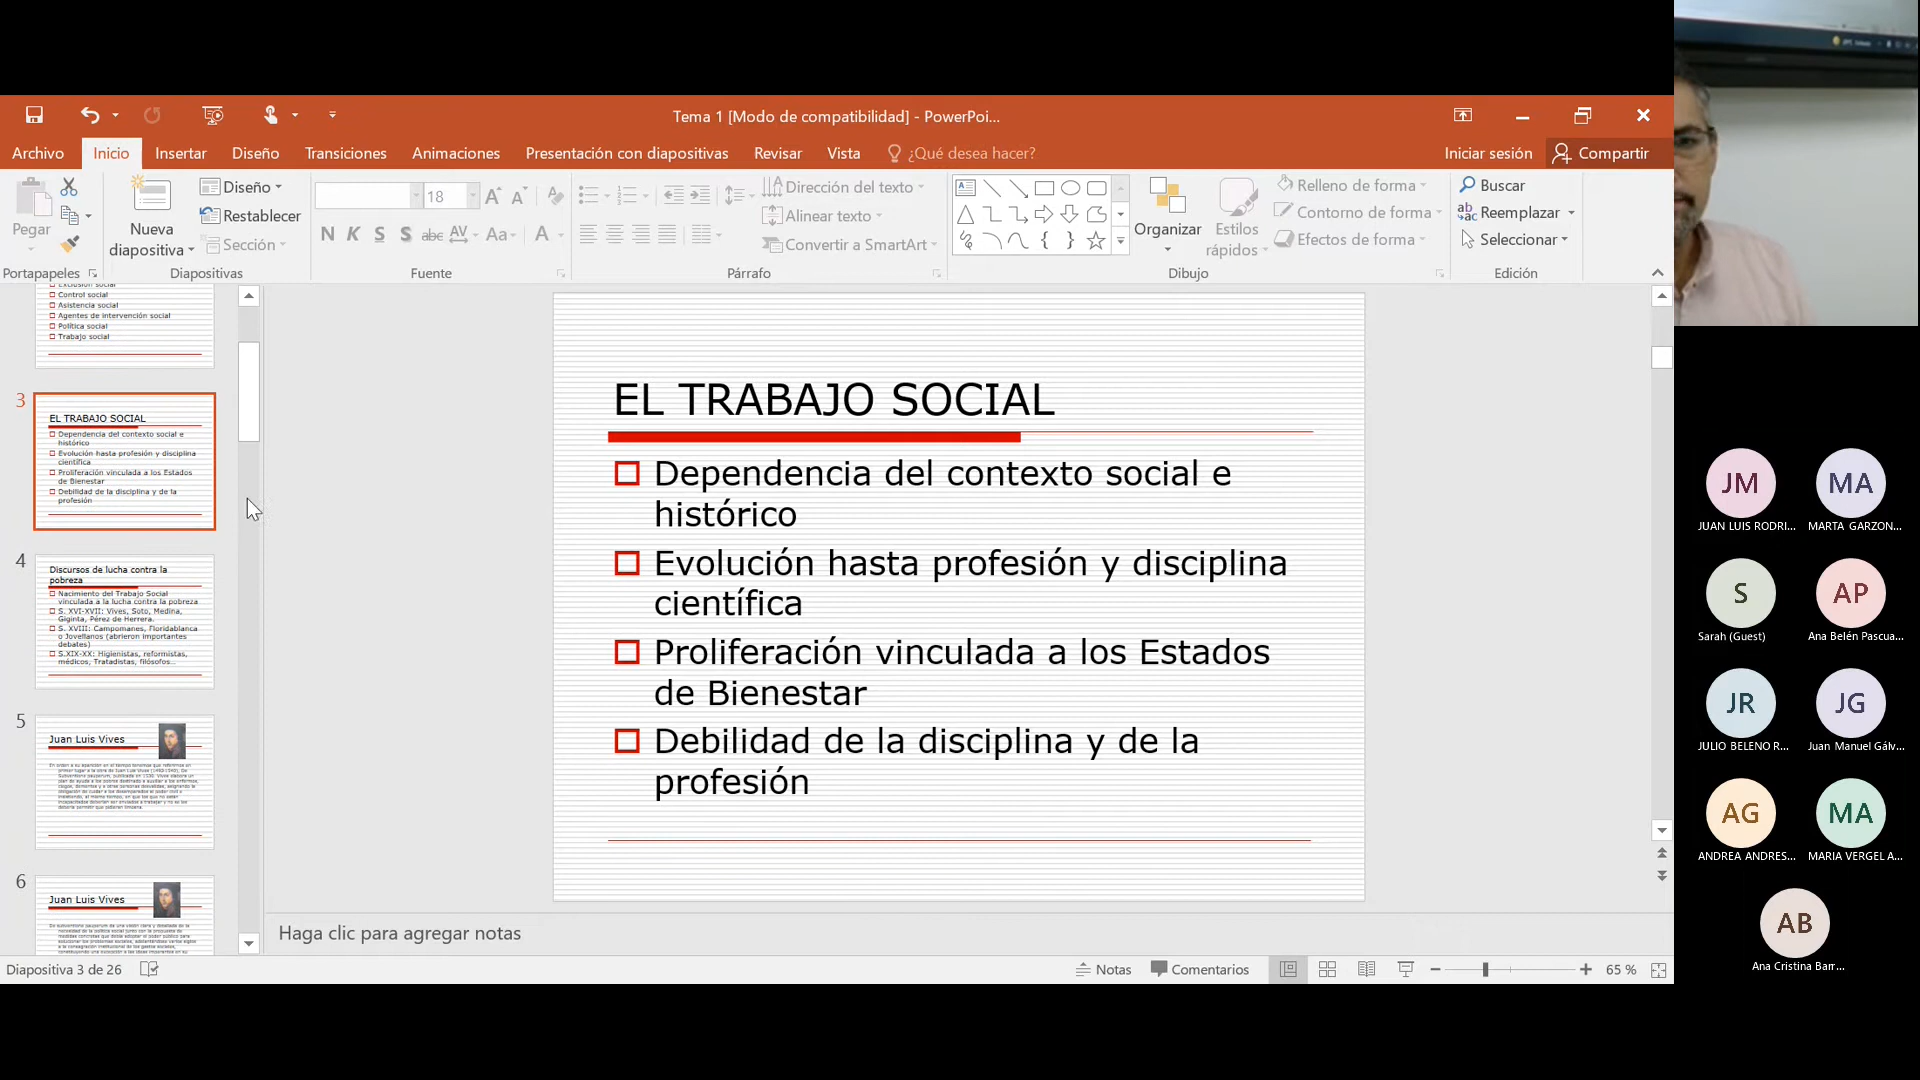 Tema 1 [Modo de compatibilidad] - PowerPoi...
Archivo Inicio Insertar Diseño Transiciones Animaciones Presentación con diapositivas Revisar Vista ¿Qué desea hacer? Iniciar sesión Compartir
Pegar
Nueva diapositiva
Diseño
Restablecer
Sección
18
N K S S abc AV Aa A
Dirección del texto
Alinear texto
Convertir a SmartArt
Organizar
Estilos rápidos
Relleno de forma
Contorno de forma
Efectos de forma
Buscar
Reemplazar
Seleccionar
Portapapeles Diapositivas Fuente Párrafo Dibujo Edición
Control social
Asistencia social
Agentes de intervención social
Política social
Trabajo social
3
EL TRABAJO SOCIAL
Dependencia del contexto social e
histórico
Evolución hasta profesión y disciplina
científica
Proliferación vinculada a los Estados
de Bienestar
Debilidad de la disciplina y de la
profesión
4
Discursos de lucha contra la
pobreza
Nacimiento del Trabajo Social
vinculada a la lucha contra la pobreza
S. XVI-XVII: Vives, Soto, Medina,
Giginta, Pérez de Herrera.
S. XVIII: Campomanes, Floridablanca
o Jovellanos (abrieron importantes
debates)
S.XIX-XX: Higienistas, reformistas,
médicos, Tratadistas, filósofos...
5
Juan Luis Vives
6
Juan Luis Vives
EL TRABAJO SOCIAL
Dependencia del contexto social e
histórico
Evolución hasta profesión y disciplina
científica
Proliferación vinculada a los Estados
de Bienestar
Debilidad de la disciplina y de la
profesión
Haga clic para agregar notas
Diapositiva 3 de 26 Notas Comentarios 65 %
JM MA
JUAN LUIS RODRI... MARTA GARZON...
S AP
Sarah (Guest) Ana Belén Pascua...
JR JG
JULIO BELENO R... Juan Manuel Gálv...
AG MA
ANDREA ANDRES... MARIA VERGEL A...
AB
Ana Cristina Barr...